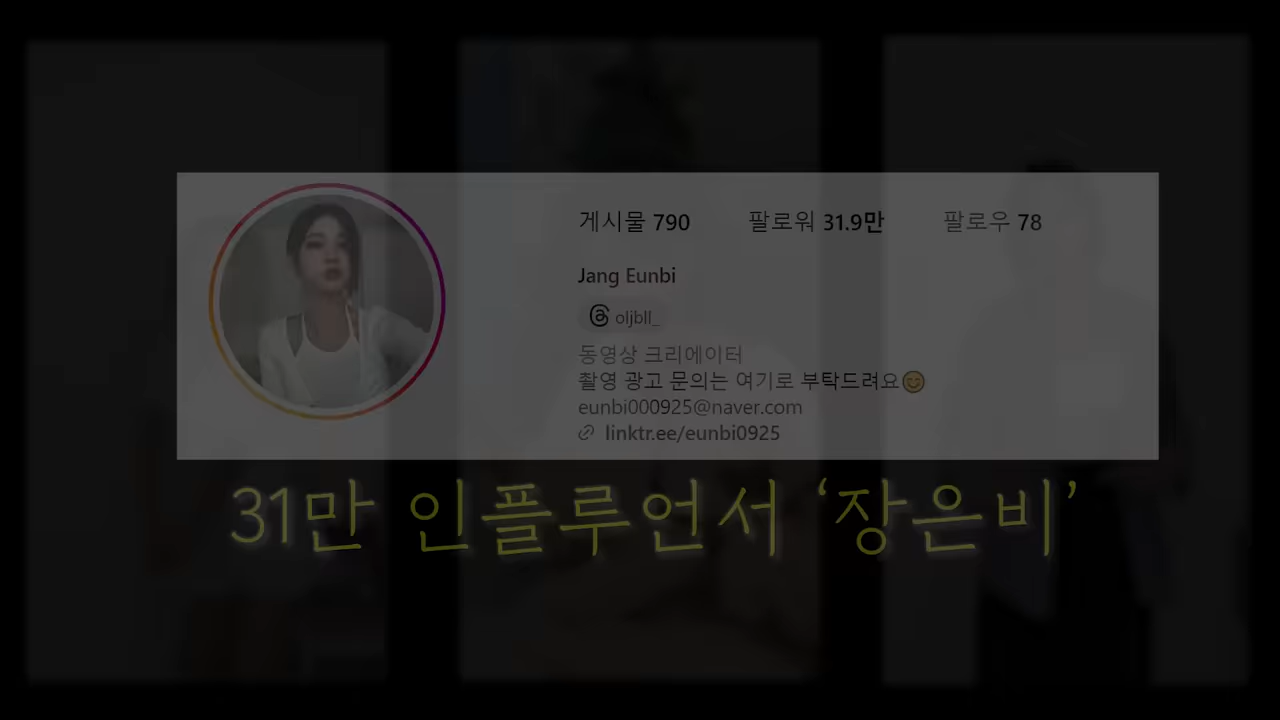 게시물 790 팔로워 31.9만 팔로우 78
Jang Eunbi
oljbll_
동영상 크리에이터
촬영 광고 문의는 여기로 부탁드려요😊
eunbi000925@naver.com
linktr.ee/eunbi0925
31만 인플루언서 ‘장은비’